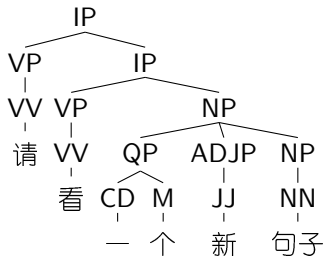 IP
VP IP
VV VP NP
请 VV QP ADJP NP
看 CD M JJ NN
一 个 新 句子